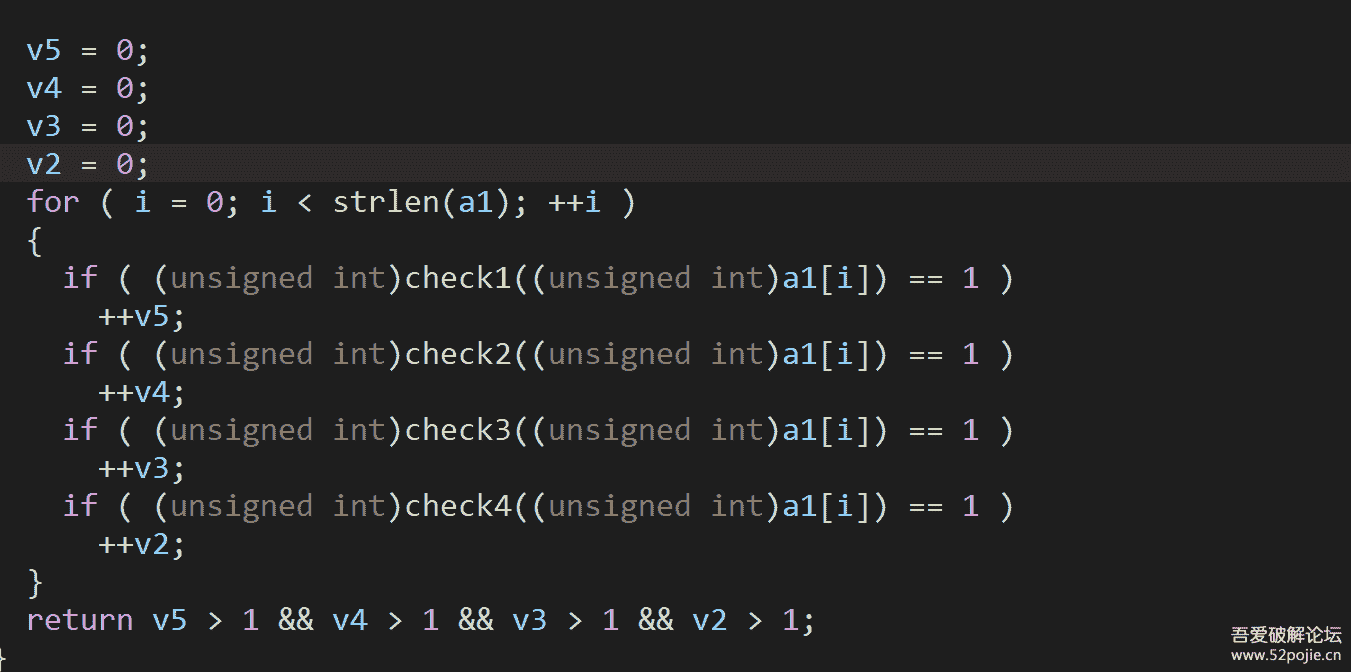 v5 = 0;
v4 = 0;
v3 = 0;
v2 = 0;
for ( i = 0; i < strlen(a1); ++i )
{
  if ( (unsigned int)check1((unsigned int)a1[i]) == 1 )
    ++v5;
  if ( (unsigned int)check2((unsigned int)a1[i]) == 1 )
    ++v4;
  if ( (unsigned int)check3((unsigned int)a1[i]) == 1 )
    ++v3;
  if ( (unsigned int)check4((unsigned int)a1[i]) == 1 )
    ++v2;
}
return v5 > 1 && v4 > 1 && v3 > 1 && v2 > 1;
}
吾爱破解论坛
www.52pojie.cn